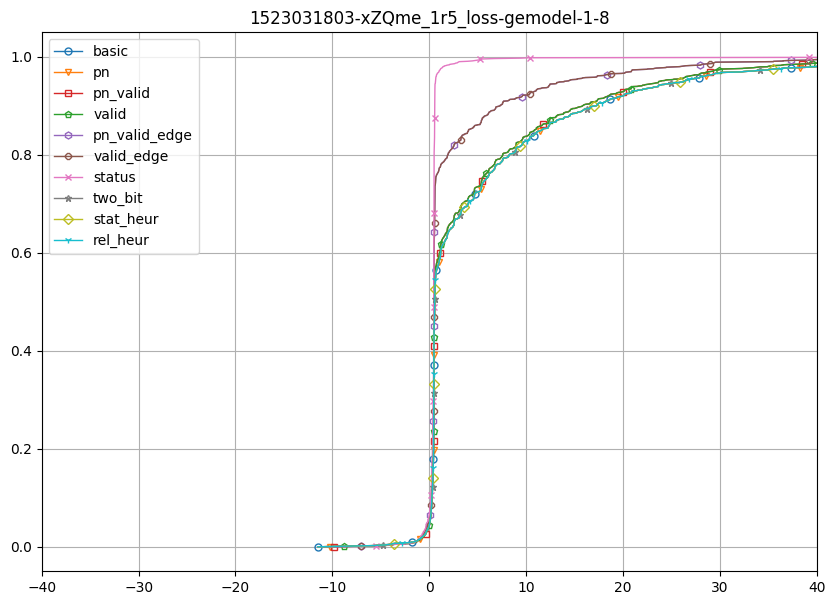 1523031803-xZQme_1r5_loss-gemodel-1-8
basic
pn
pn_valid
valid
pn_valid_edge
valid_edge
status
two_bit
stat_heur
rel_heur
1.0
0.8
0.6
0.4
0.2
0.0
−40 −30 −20 −10 0 10 20 30 40